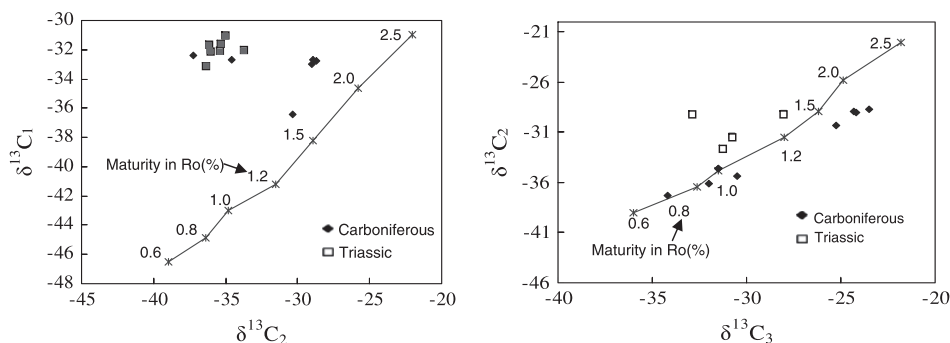 -30
-32
-34
-36
-38
-40
-42
-44
-46
-48
δ¹³C₁
-45 -40 -35 -30 -25 -20
δ¹³C₂
2.5
2.0
1.5
Maturity in Ro(%)
1.2
1.0
0.8
0.6
Carboniferous
Triassic
-21
-26
-31
-36
-41
-46
δ¹³C₂
-40 -35 -30 -25 -20
δ¹³C₃
2.5
2.0
1.5
1.2
1.0
0.8
0.6
Maturity in Ro(%)
Carboniferous
Triassic